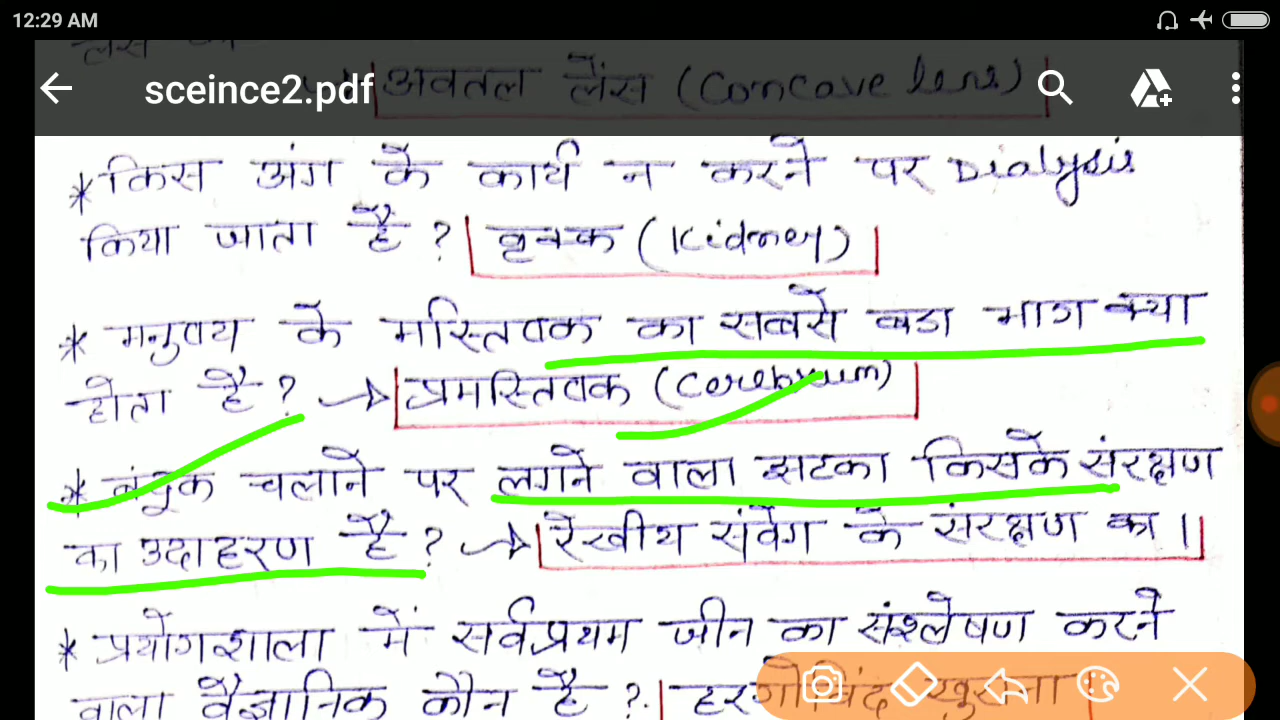 12:29 AM
लेंस
sceince2.pdf अवतल लेंस (Concave lens)
*किस अंग के कार्य न करने पर Dialysis
किया जाता है ? वृक्क (Kidney)
* मनुष्य के मस्तिष्क का सबसे बडा भाग क्या
होता है ? → प्रमस्तिष्क (Cerebrum)
* बंदूक चलाने पर लगने वाला झटका किसके संरक्षण
का उदाहरण है ? → रेखीय संवेग के संरक्षण का ।
* प्रयोगशाला में सर्वप्रथम जीन का संश्लेषण करने
वाला वैज्ञानिक कौन है ?. हरगोविंद खुराना